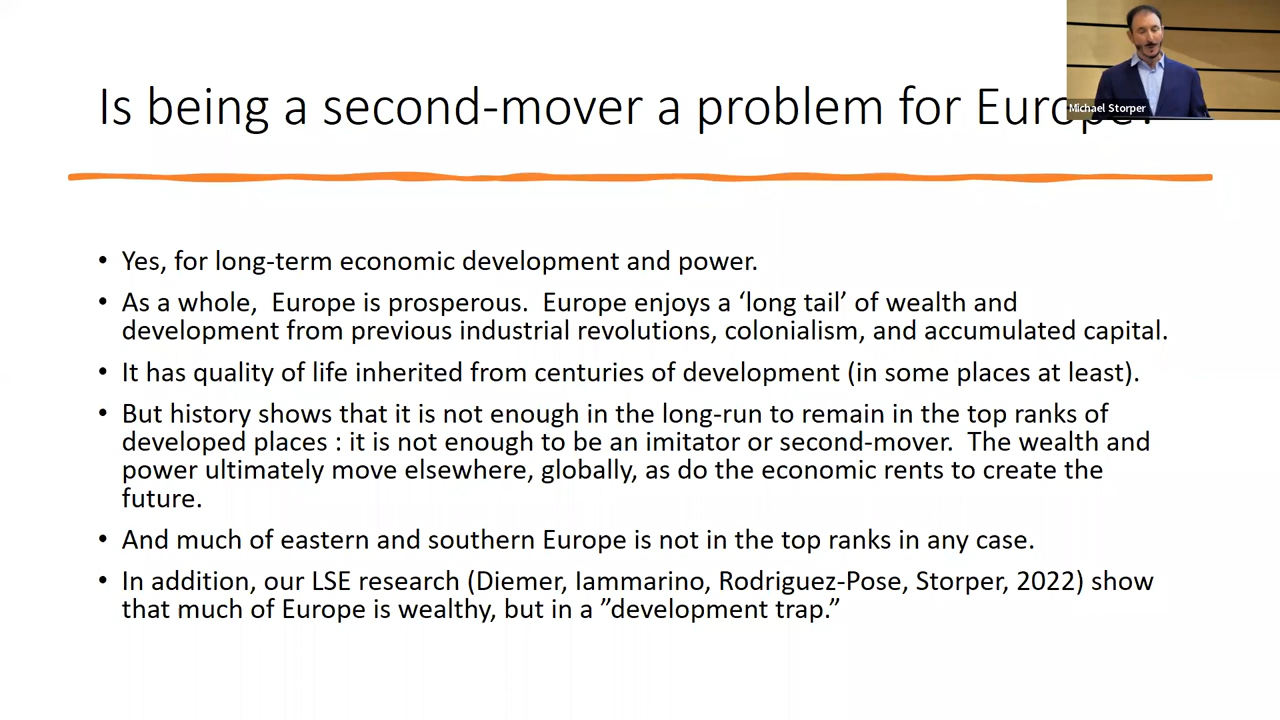 Michael Storper
Is being a second-mover a problem for Europe?
• Yes, for long-term economic development and power.
• As a whole,  Europe is prosperous.  Europe enjoys a ‘long tail’ of wealth and
development from previous industrial revolutions, colonialism, and accumulated capital.
• It has quality of life inherited from centuries of development (in some places at least).
• But history shows that it is not enough in the long-run to remain in the top ranks of
developed places : it is not enough to be an imitator or second-mover.  The wealth and
power ultimately move elsewhere, globally, as do the economic rents to create the
future.
• And much of eastern and southern Europe is not in the top ranks in any case.
• In addition, our LSE research (Diemer, Iammarino, Rodriguez-Pose, Storper, 2022) show
that much of Europe is wealthy, but in a ”development trap.”